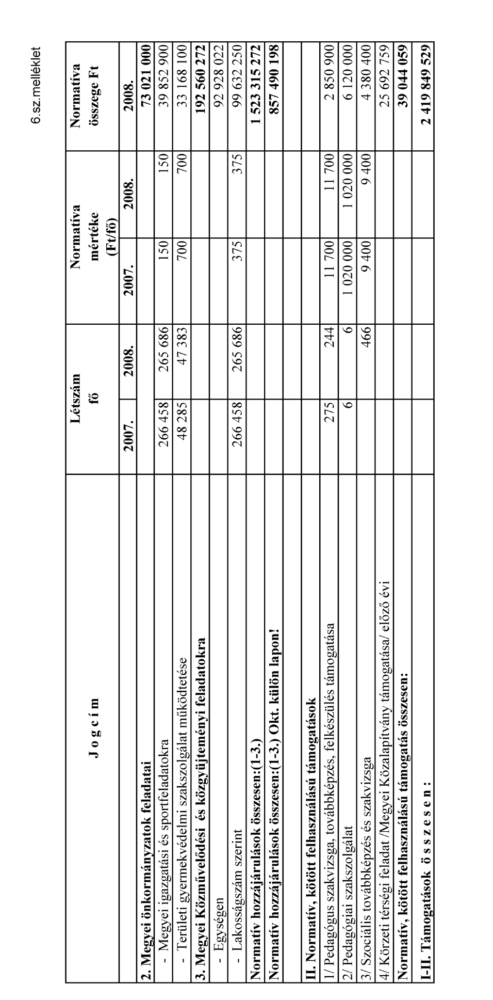 6.sz.melléklet
J o g c í m Létszám fő Normatíva mértéke (Ft/fő) Normatíva összege Ft
2007. 2008. 2007. 2008. 2008.
2. Megyei önkormányzatok feladatai 73 021 000
- Megyei igazgatási és sportfeladatokra 266 458 265 686 150 150 39 852 900
- Területi gyermekvédelmi szakszolgálat működtetése 48 285 47 383 700 700 33 168 100
3. Megyei Közművelődési és közgyüjteményi feladatokra 192 560 272
- Egységen 92 928 022
- Lakosságszám szerint 266 458 265 686 375 375 99 632 250
Normatív hozzájárulások összesen:(1-3.) 1 523 315 272
Normatív hozzájárulások összesen:(1-3.) Okt. külön lapon! 857 490 198
II. Normatív, kötött felhasználású támogatások
1/ Pedagógus szakvizsga, továbbképzés, felkészülés támogatása 275 244 11 700 11 700 2 850 900
2/ Pedagógiai szakszolgálat 6 6 1 020 000 1 020 000 6 120 000
3/ Szociális továbbképzés és szakvizsga 466 9 400 9 400 4 380 400
4/ Körzeti térségi feladat /Megyei Közalapítvány támogatása/ előző évi 25 692 759
Normatív, kötött felhasználású támogatás összesen: 39 044 059
I-II. Támogatások ö s s z e s e n : 2 419 849 529